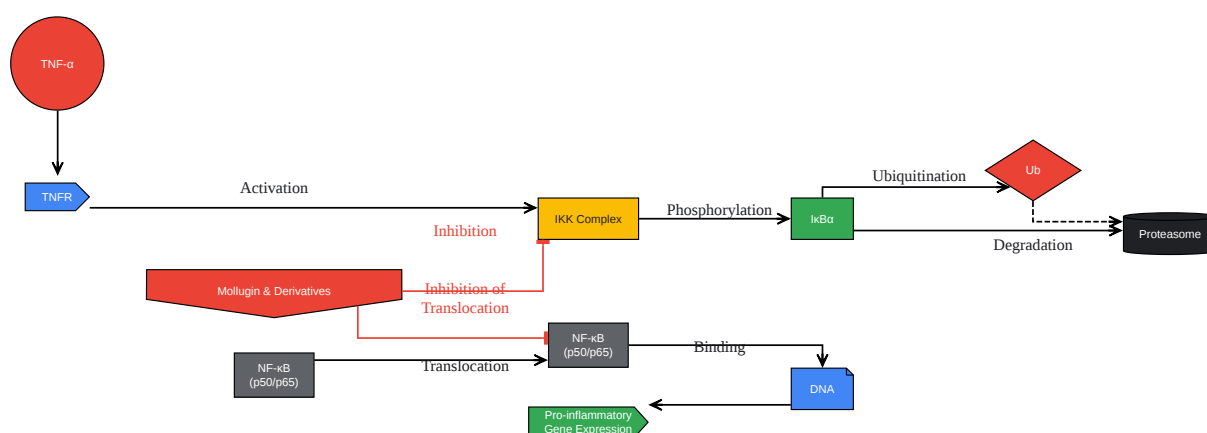 TNF-α
TNFR
Activation
IKK Complex
Phosphorylation
IκBα
Ubiquitination
Ub
Degradation
Proteasome
Inhibition
Mollugin & Derivatives
Inhibition of
Translocation
NF-κB
(p50/p65)
Translocation
NF-κB
(p50/p65)
Binding
DNA
Pro-inflammatory
Gene Expression